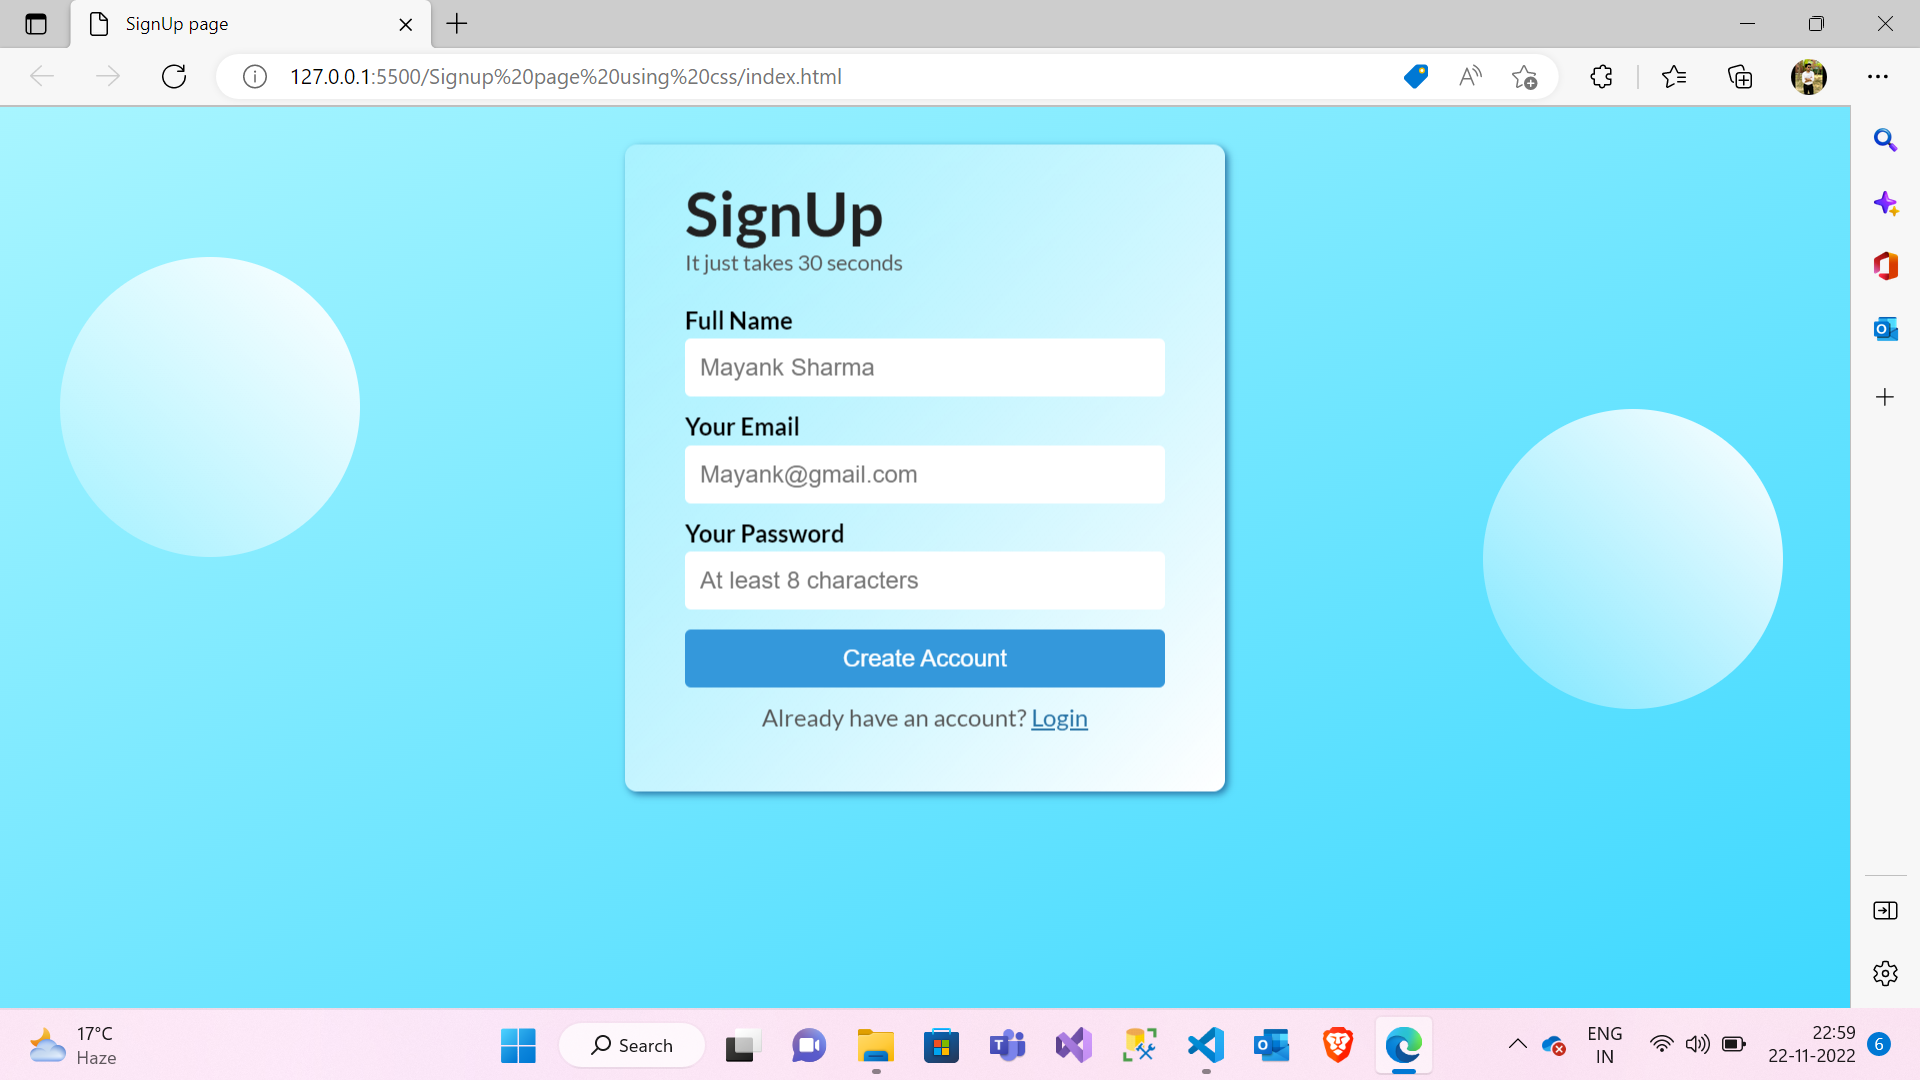 SignUp page
127.0.0.1:5500/Signup%20page%20using%20css/index.html
SignUp
It just takes 30 seconds
Full Name
Mayank Sharma
Your Email
Mayank@gmail.com
Your Password
At least 8 characters
Create Account
Already have an account? Login
17°C
Haze
Search
ENG
IN
22:59
22-11-2022
6